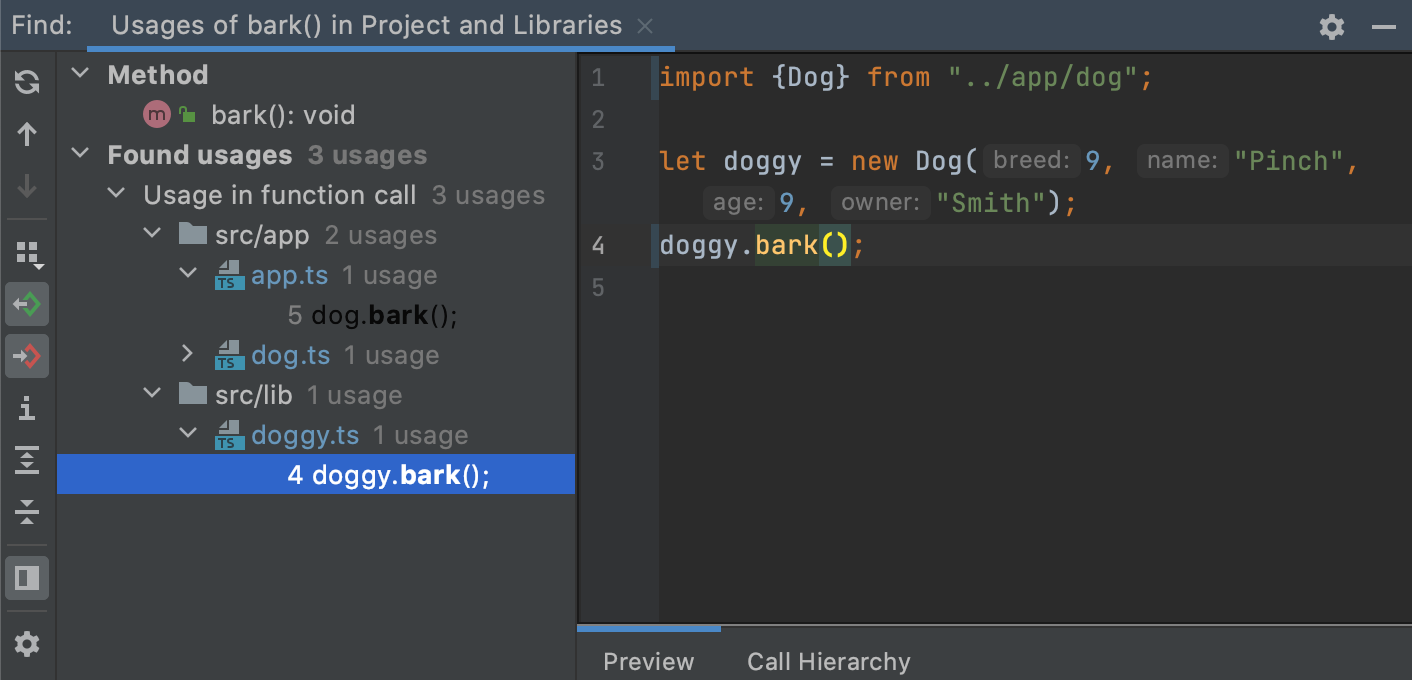 Find: Usages of bark() in Project and Libraries
Method
m bark(): void
Found usages 3 usages
Usage in function call 3 usages
src/app 2 usages
TS app.ts 1 usage
5 dog.bark();
TS dog.ts 1 usage
src/lib 1 usage
TS doggy.ts 1 usage
4 doggy.bark();
1 import {Dog} from "../app/dog";
2
3 let doggy = new Dog( breed: 9, name: "Pinch",
age: 9, owner: "Smith");
4 doggy.bark();
5
Preview Call Hierarchy